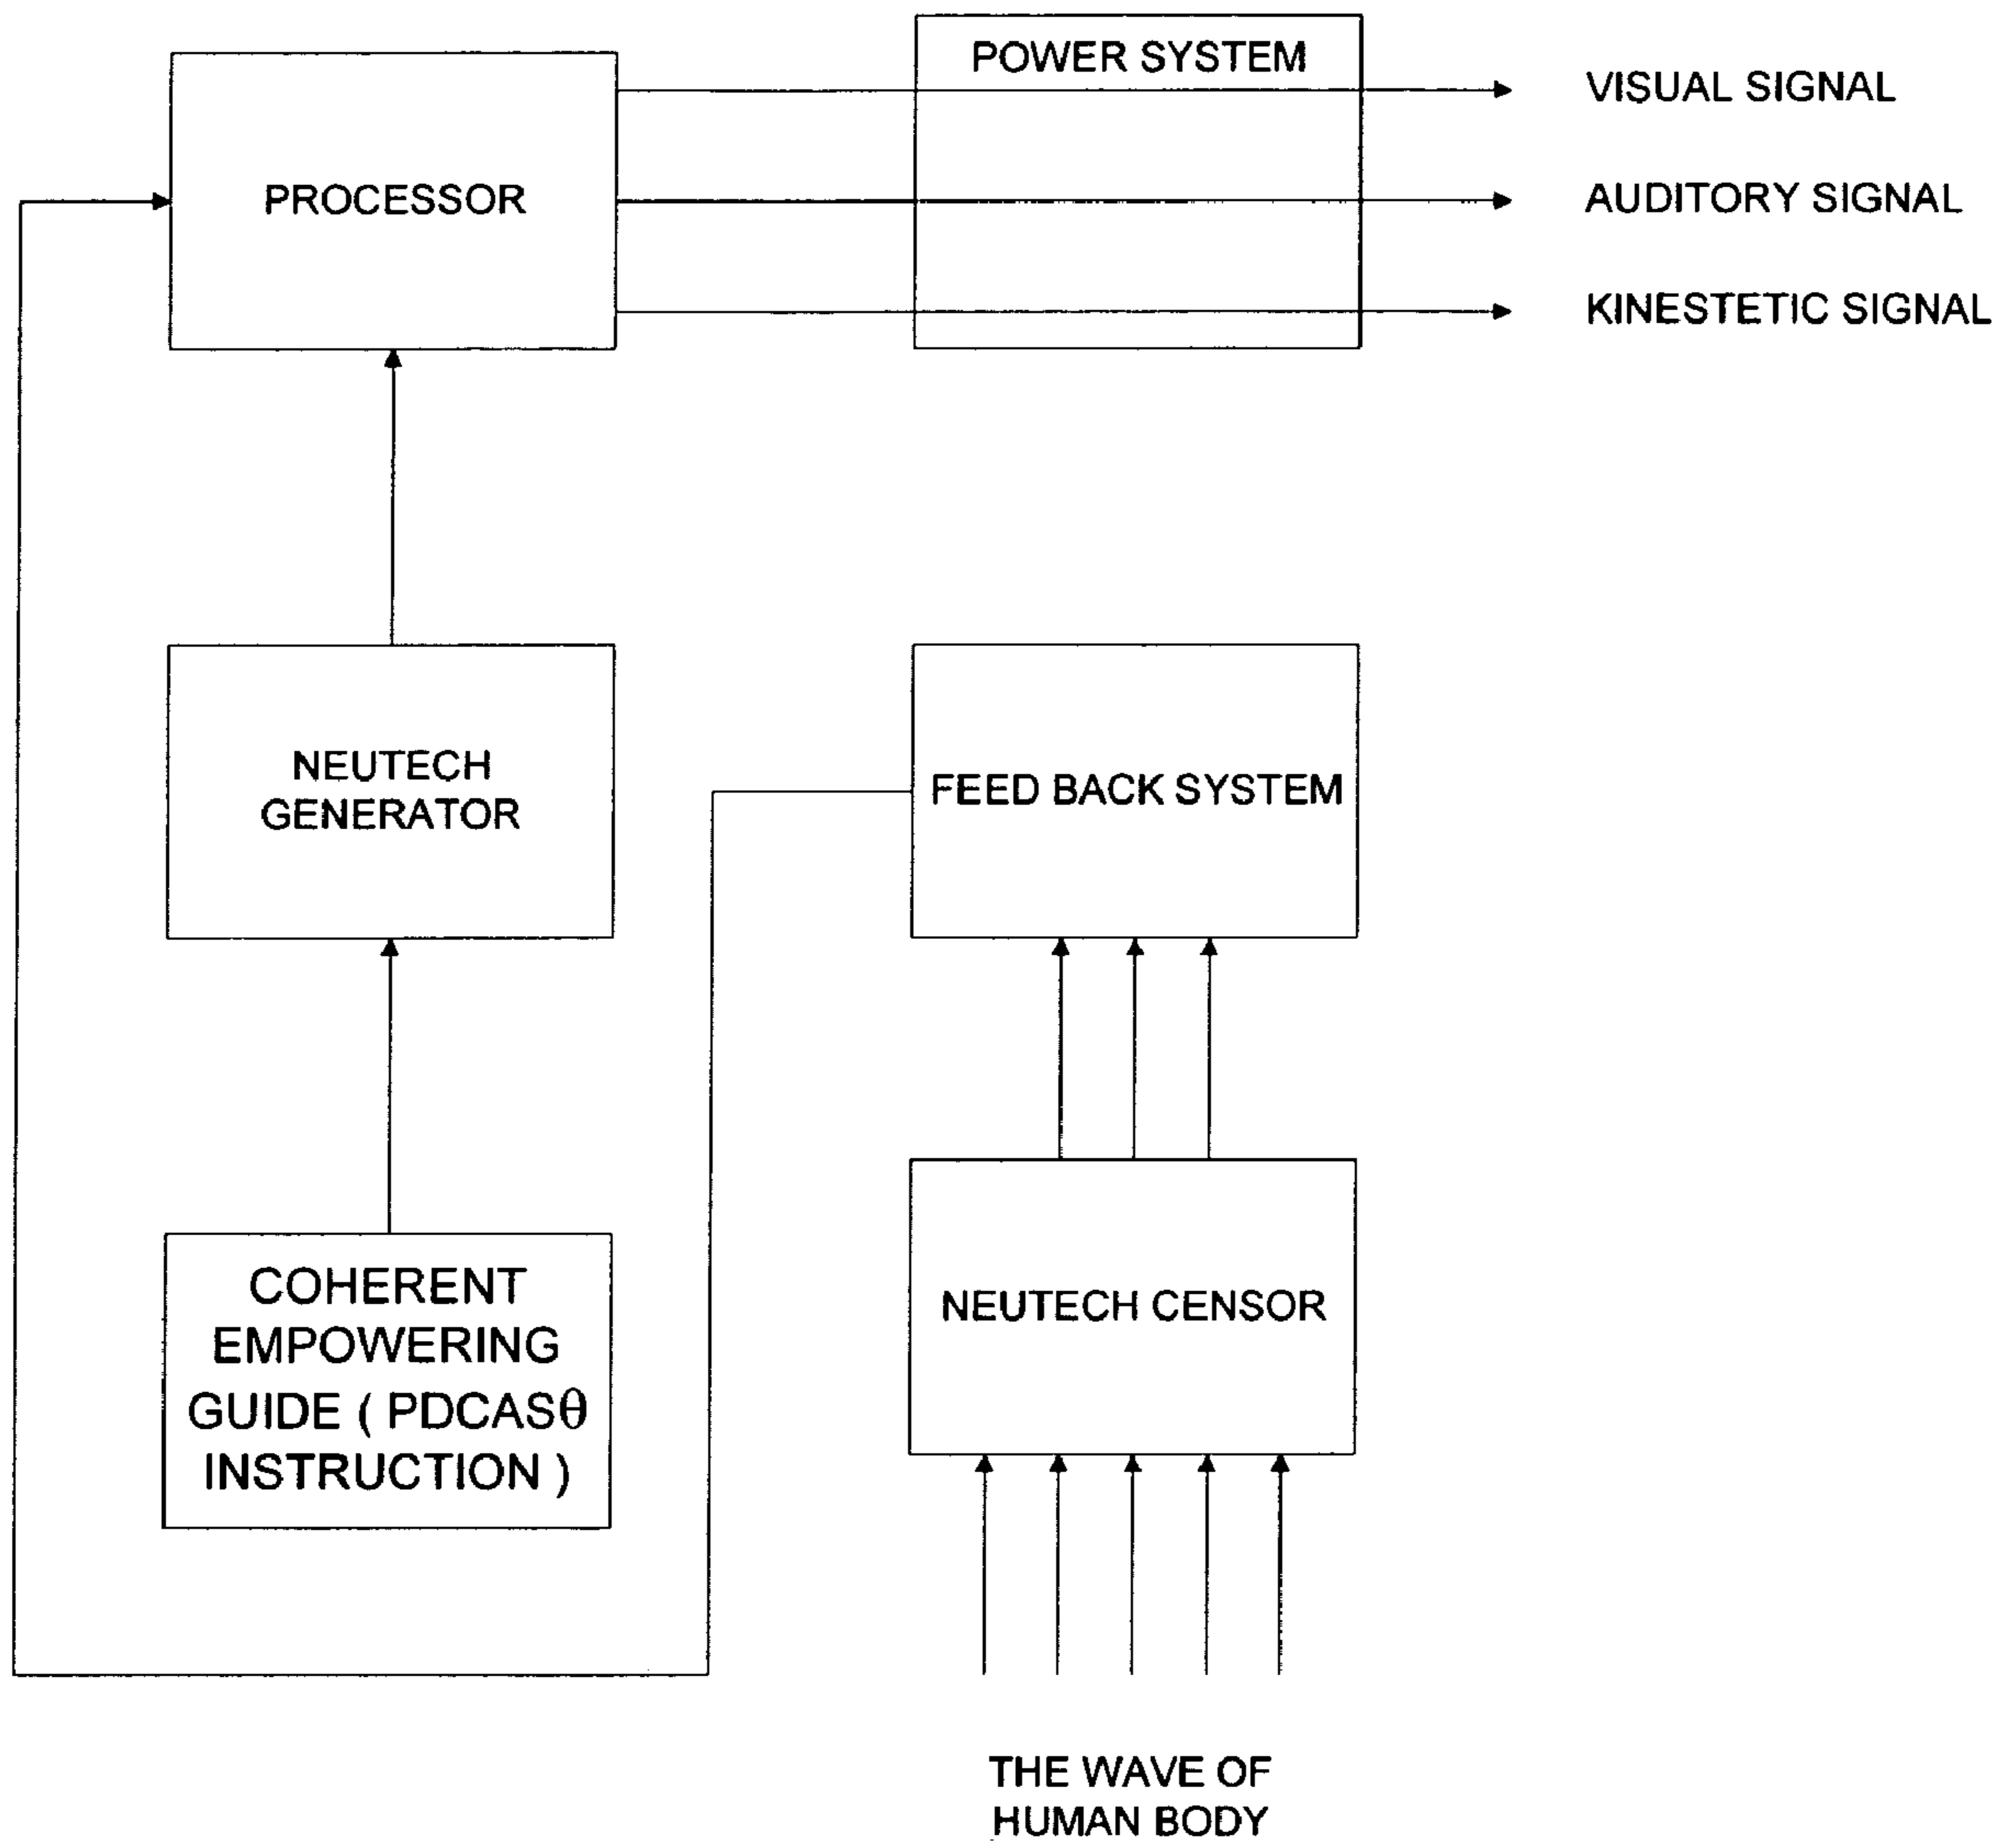 POWER SYSTEM
VISUAL SIGNAL
PROCESSOR
AUDITORY SIGNAL
KINESTETIC SIGNAL
NEUTECH
GENERATOR
FEED BACK SYSTEM
COHERENT
EMPOWERING
GUIDE ( PDCASθ
INSTRUCTION )
NEUTECH CENSOR
THE WAVE OF
HUMAN BODY